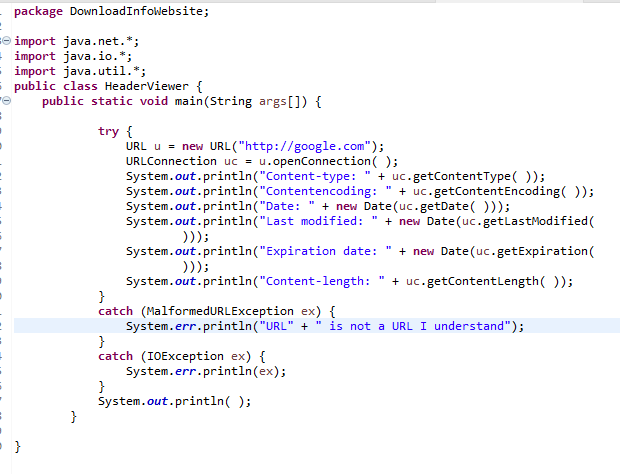 package DownloadInfoWebsite;
import java.net.*;
import java.io.*;
import java.util.*;
public class HeaderViewer {
public static void main(String args[]) {
try {
URL u = new URL("http://google.com");
URLConnection uc = u.openConnection( );
System.out.println("Content-type: " + uc.getContentType( ));
System.out.println("Contentencoding: " + uc.getContentEncoding( ));
System.out.println("Date: " + new Date(uc.getDate( )));
System.out.println("Last modified: " + new Date(uc.getLastModified(
)));
System.out.println("Expiration date: " + new Date(uc.getExpiration(
)));
System.out.println("Content-length: " + uc.getContentLength( ));
}
catch (MalformedURLException ex) {
System.err.println("URL" + " is not a URL I understand");
}
catch (IOException ex) {
System.err.println(ex);
}
System.out.println( );
}
}